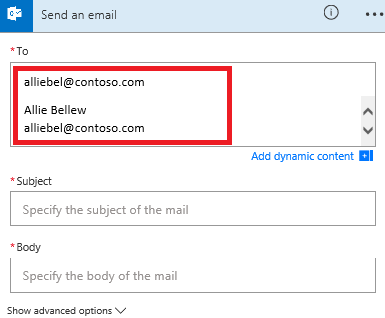 Send an email
*To
alliebel@contoso.com
Allie Bellew
alliebel@contoso.com
Add dynamic content
*Subject
Specify the subject of the mail
*Body
Specify the body of the mail
Show advanced options